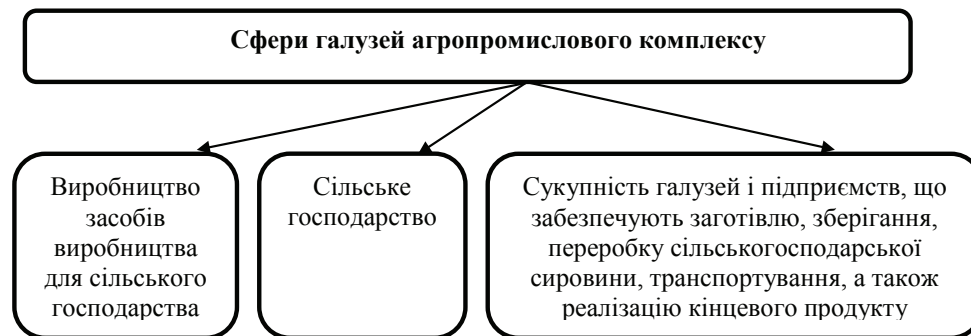 Сфери галузей агропромислового комплексу
Виробництво
засобів
виробництва
для сільського
господарства
Сільське
господарство
Сукупність галузей і підприємств, що
забезпечують заготівлю, зберігання,
переробку сільськогосподарської
сировини, транспортування, а також
реалізацію кінцевого продукту